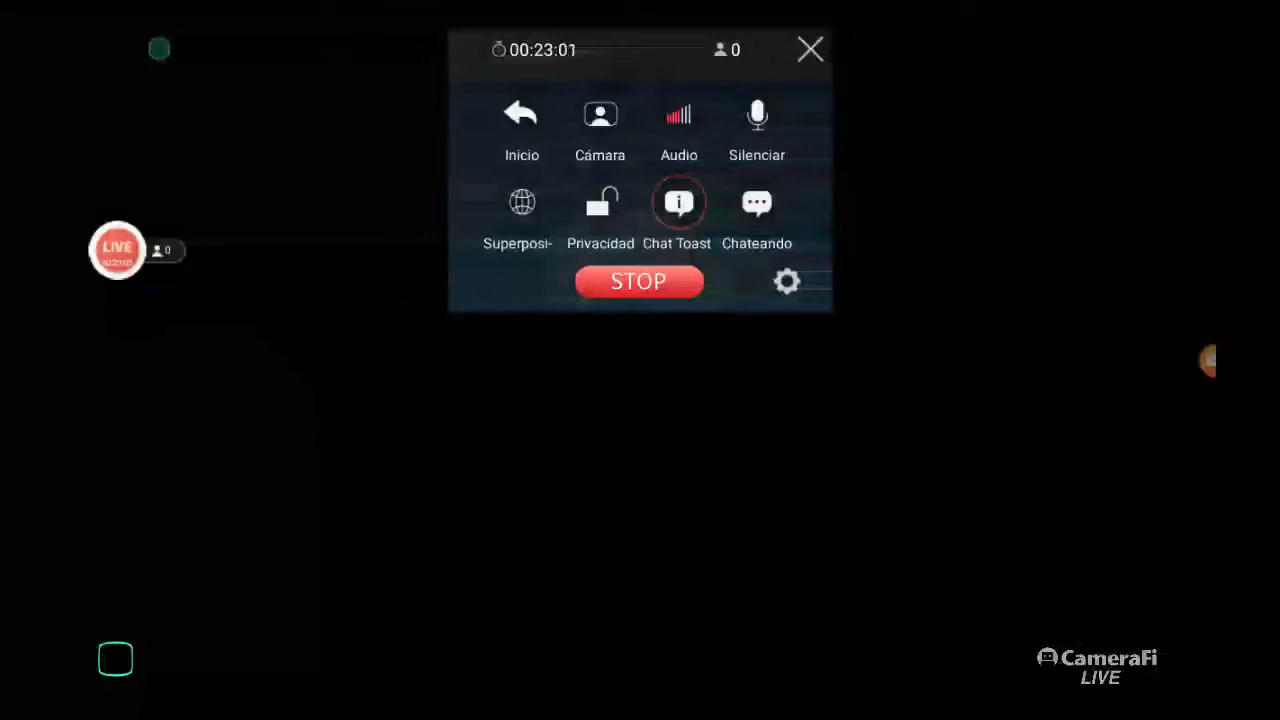 00:23:01
0
Inicio
Cámara
Audio
Silenciar
Superposi-
Privacidad
Chat Toast
Chateando
STOP
LIVE
0
CameraFi
LIVE